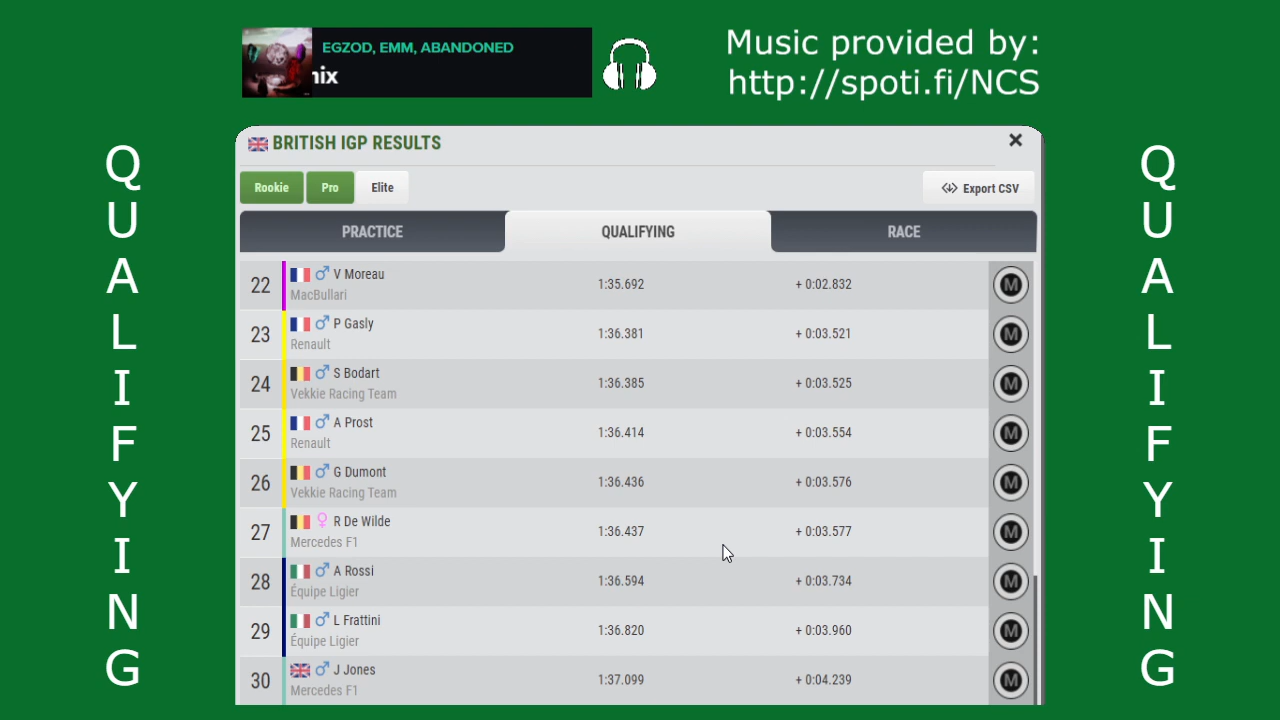 EGZOD, EMM, ABANDONED
nix
Music provided by:
http://spoti.fi/NCS
QUALIFYING
BRITISH IGP RESULTS
Rookie Pro Elite Export CSV
PRACTICE QUALIFYING RACE
22 V Moreau 1:35.692 + 0:02.832 M
MacBullari
23 P Gasly 1:36.381 + 0:03.521 M
Renault
24 S Bodart 1:36.385 + 0:03.525 M
Vekkie Racing Team
25 A Prost 1:36.414 + 0:03.554 M
Renault
26 G Dumont 1:36.436 + 0:03.576 M
Vekkie Racing Team
27 R De Wilde 1:36.437 + 0:03.577 M
Mercedes F1
28 A Rossi 1:36.594 + 0:03.734 M
Équipe Ligier
29 L Frattini 1:36.820 + 0:03.960 M
Équipe Ligier
30 J Jones 1:37.099 + 0:04.239 M
Mercedes F1
QUALIFYING